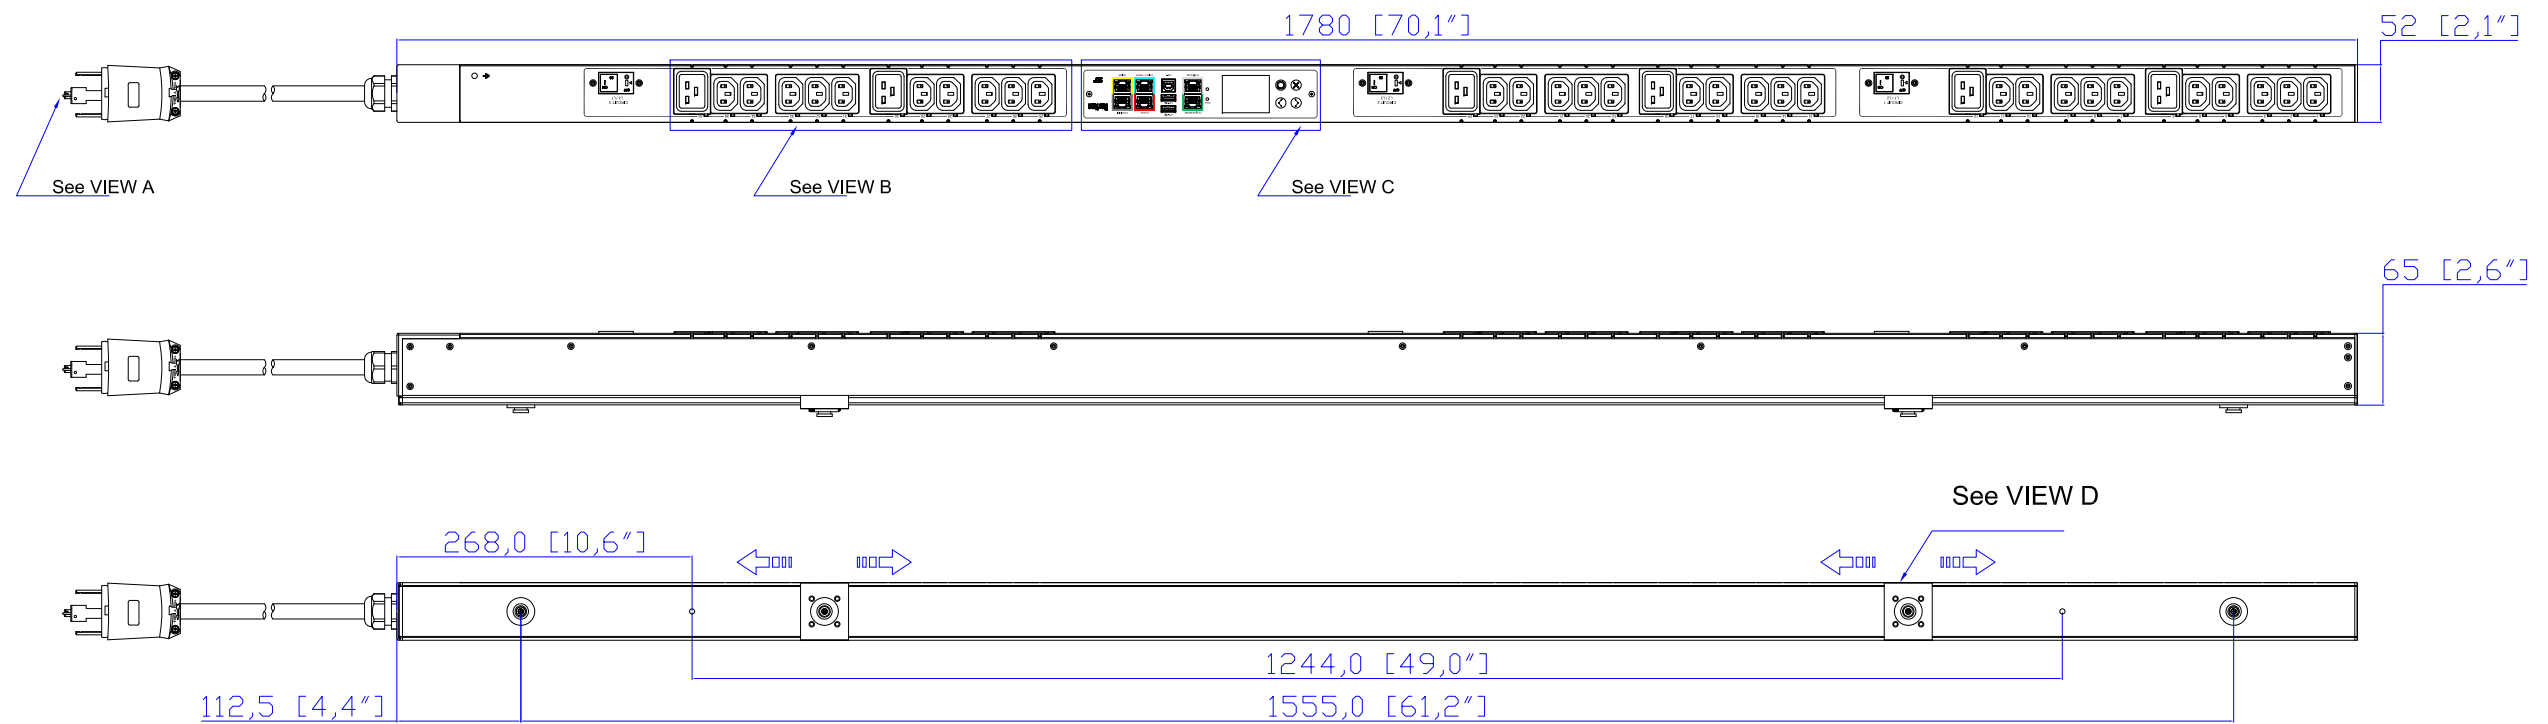 1780 [70,1"]
52 [2,1"]
See VIEW A
See VIEW B
See VIEW C
65 [2,6"]
See VIEW D
268,0 [10,6"]
1244,0 [49,0"]
112,5 [4,4"]
1555,0 [61,2"]